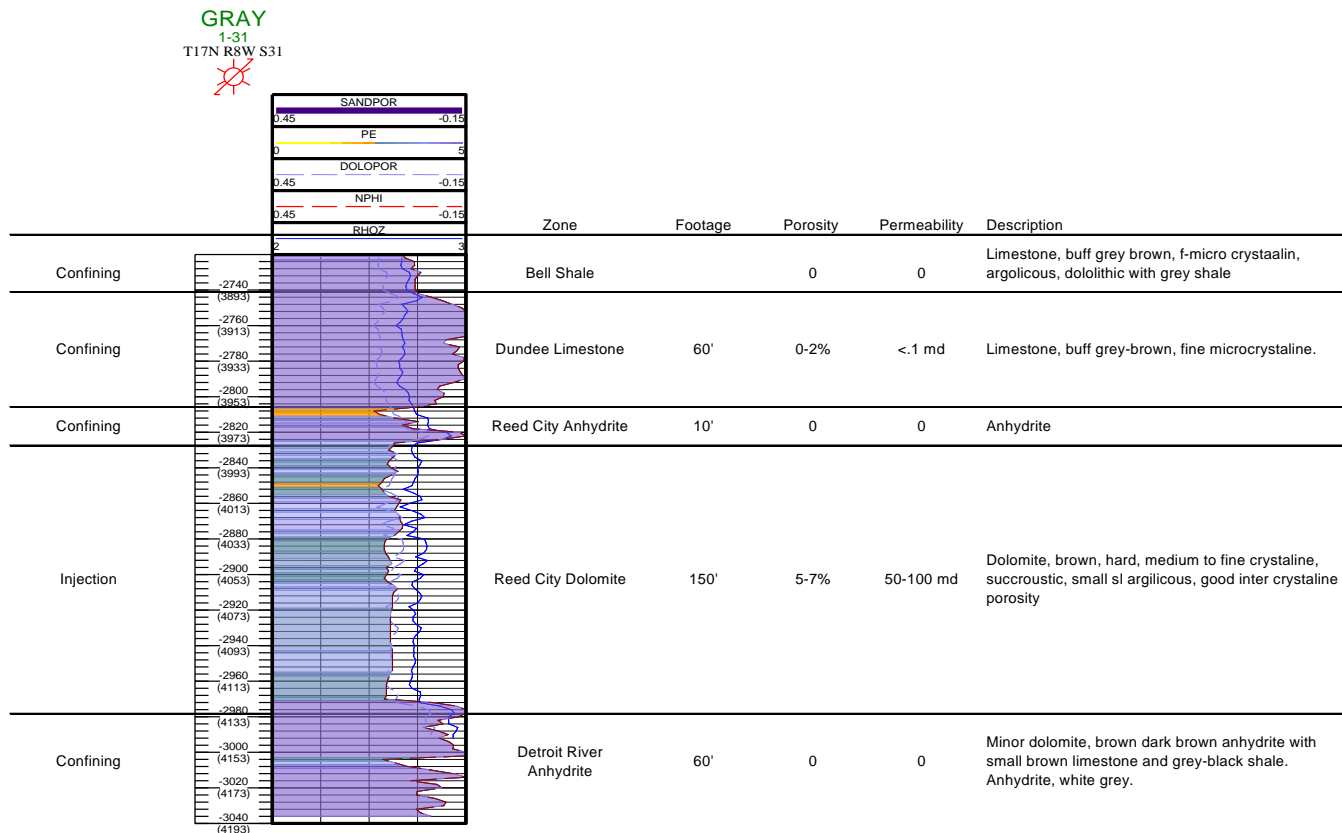 GRAY
1-31
T17N R8W S31
SANDPOR
0.45 -0.15
PE
0 5
DOLOPOR
0.45 -0.15
NPHI
0.45 -0.15
RHOZ
2 3
Zone Footage Porosity Permeability Description
Confining
Bell Shale 0 0
Limestone, buff grey brown, f-micro crystaalin,
argolicous, dololithic with grey shale
-2740
(3893)
-2760
(3913)
Confining
Dundee Limestone 60' 0-2% <.1 md Limestone, buff grey-brown, fine microcrystaline.
-2780
(3933)
-2800
(3953)
Confining
Reed City Anhydrite 10' 0 0 Anhydrite
-2820
(3973)
-2840
(3993)
-2860
(4013)
-2880
(4033)
-2900
(4053)
Injection
Reed City Dolomite 150' 5-7% 50-100 md
Dolomite, brown, hard, medium to fine crystaline,
succroustic, small sl argilicous, good inter crystaline
porosity
-2920
(4073)
-2940
(4093)
-2960
(4113)
-2980
(4133)
-3000
(4153)
Confining
Detroit River
Anhydrite
60' 0 0
Minor dolomite, brown dark brown anhydrite with
small brown limestone and grey-black shale.
Anhydrite, white grey.
-3020
(4173)
-3040
(4193)